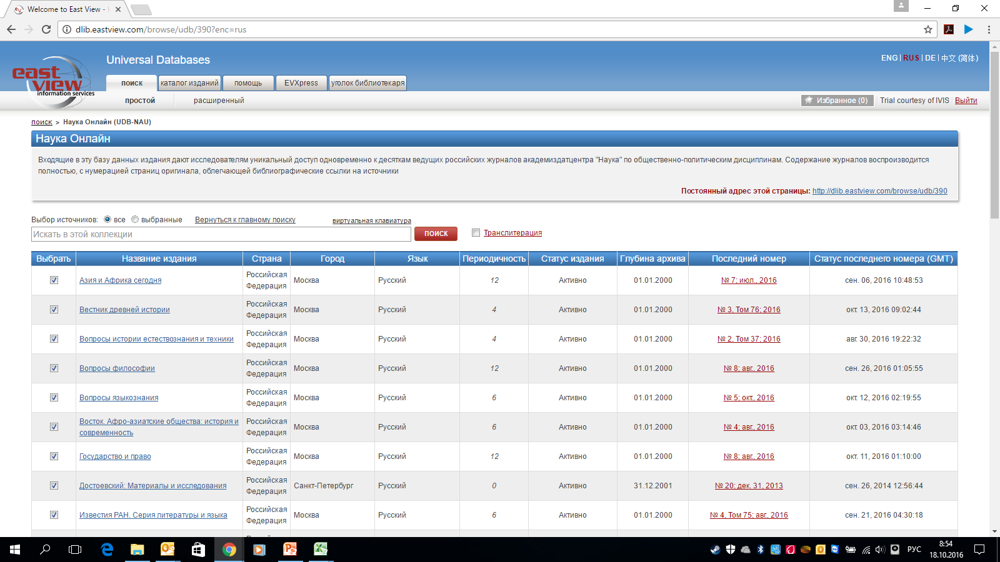 Welcome to East View -
dlib.eastview.com/browse/udb/390?enc=rus
east view
information services
Universal Databases
ENG | RUS | DE | 中文 (简体)
поиск каталог изданий помощь EVXpress уголок библиотекаря
простой расширенный
Избранное (0) Trial courtesy of IVIS Выйти
поиск > Наука Онлайн (UDB-NAU)
Наука Онлайн
Входящие в эту базу данных издания дают исследователям уникальный доступ одновременно к десяткам ведущих российских журналов академиздатцентра "Наука" по общественно-политическим дисциплинам. Содержание журналов воспроизводится
полностью, с нумерацией страниц оригинала, облегчающей библиографические ссылки на источники
Постоянный адрес этой страницы: http://dlib.eastview.com/browse/udb/390
Выбор источников: все выбранные Вернуться к главному поиску виртуальная клавиатура
Искать в этой коллекции ПОИСК Транслитерация
Выбрать Название издания Страна Город Язык Периодичность Статус издания Глубина архива Последний номер Статус последнего номера (GMT)
Азия и Африка сегодня Российская Федерация Москва Русский 12 Активно 01.01.2000 № 7; июл., 2016 сен. 06, 2016 10:48:53
Вестник древней истории Российская Федерация Москва Русский 4 Активно 01.01.2000 № 3, Том 76; 2016 окт. 13, 2016 09:02:44
Вопросы истории естествознания и техники Российская Федерация Москва Русский 4 Активно 01.01.2000 № 2, Том 37; 2016 авг. 30, 2016 19:22:32
Вопросы философии Российская Федерация Москва Русский 12 Активно 01.01.2000 № 8; авг., 2016 сен. 26, 2016 01:05:55
Вопросы языкознания Российская Федерация Москва Русский 6 Активно 01.01.2000 № 5; окт., 2016 окт. 12, 2016 02:19:55
Восток. Афро-азиатские общества: история и современность Российская Федерация Москва Русский 6 Активно 01.01.2000 № 4; авг., 2016 окт. 03, 2016 03:14:46
Государство и право Российская Федерация Москва Русский 12 Активно 01.01.2000 № 8; авг., 2016 окт. 11, 2016 01:10:00
Достоевский: Материалы и исследования Российская Федерация Санкт-Петербург Русский 0 Активно 31.12.2001 № 20; дек. 31, 2013 сен. 26, 2014 12:56:44
Известия РАН. Серия литературы и языка Российская Федерация Москва Русский 6 Активно 01.01.2000 № 4, Том 75; авг., 2016 сен. 21, 2016 04:30:18
РУС
8:54
18.10.2016